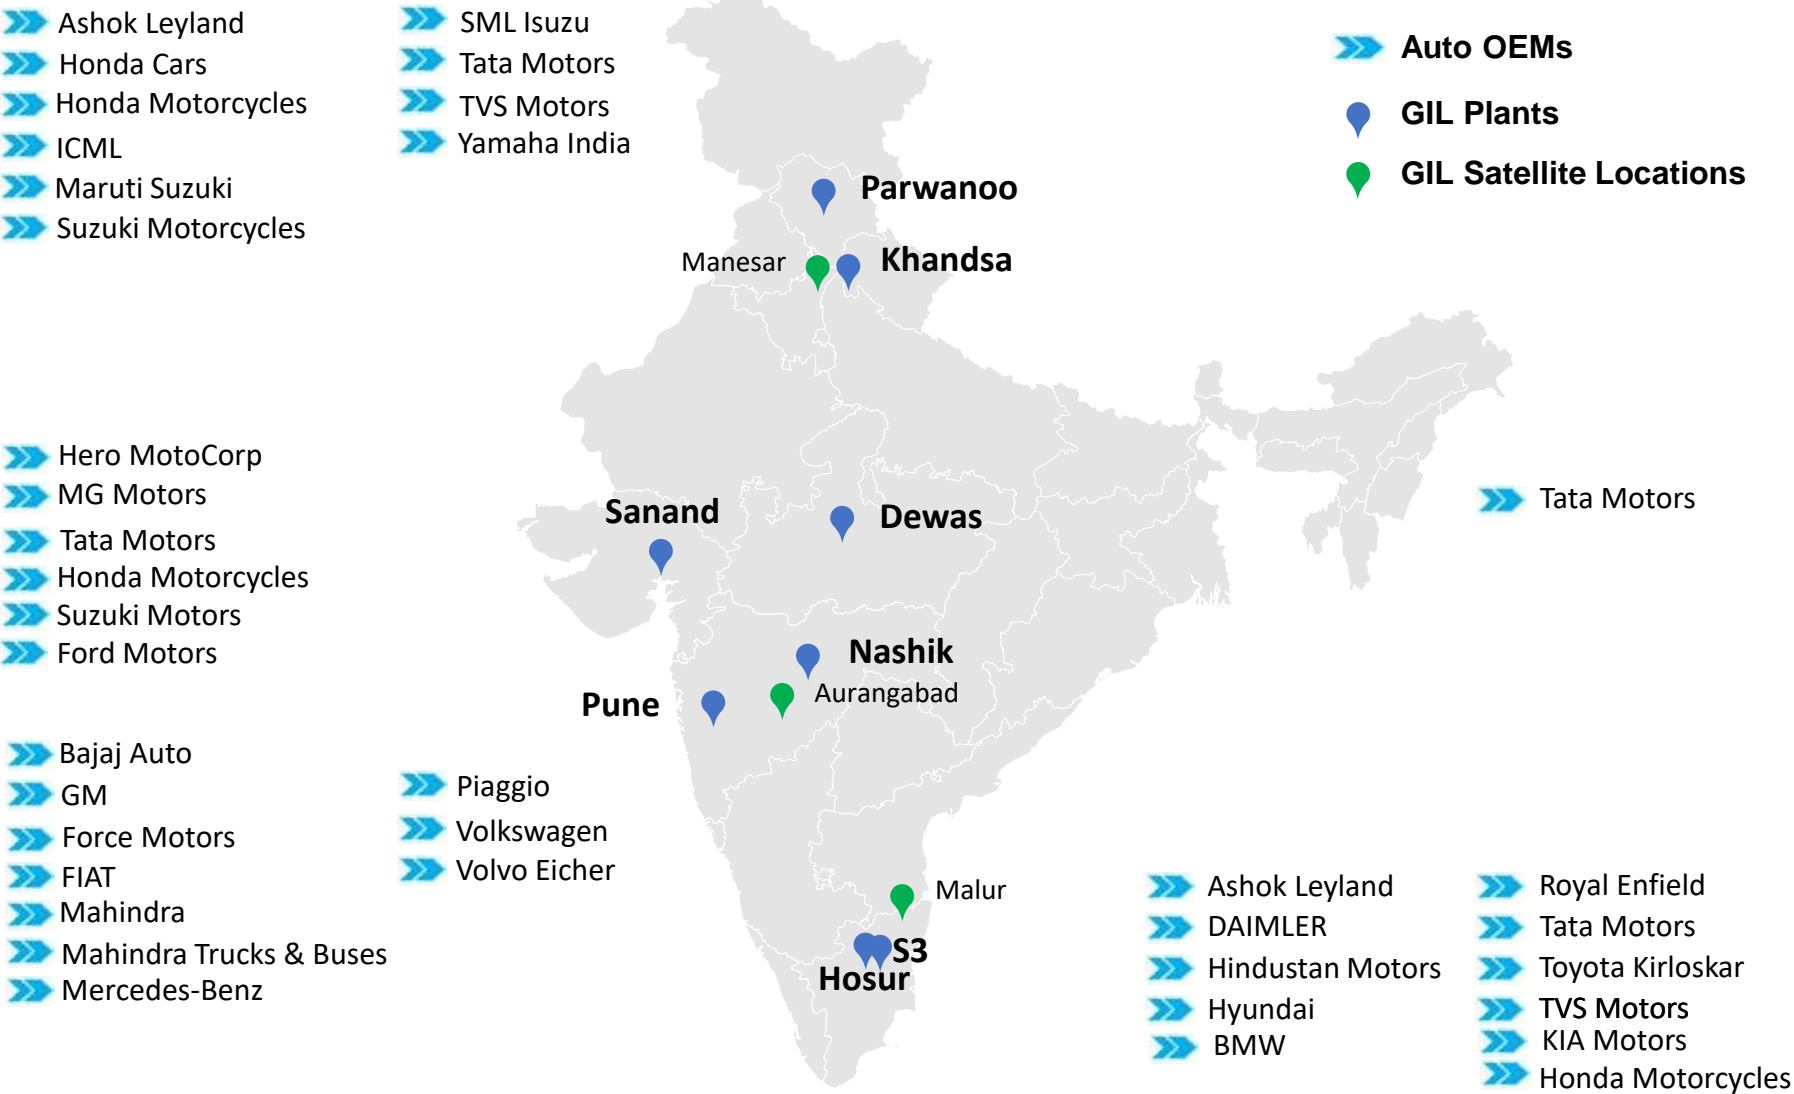 Ashok Leyland
Honda Cars
Honda Motorcycles
ICML
Maruti Suzuki
Suzuki Motorcycles
SML Isuzu
Tata Motors
TVS Motors
Yamaha India
Auto OEMs
GIL Plants
GIL Satellite Locations
Parwanoo
Manesar
Khandsa
Hero MotoCorp
MG Motors
Tata Motors
Honda Motorcycles
Suzuki Motors
Ford Motors
Sanand
Dewas
Tata Motors
Nashik
Aurangabad
Pune
Bajaj Auto
GM
Force Motors
FIAT
Mahindra
Mahindra Trucks & Buses
Mercedes-Benz
Piaggio
Volkswagen
Volvo Eicher
Malur
S3
Hosur
Ashok Leyland
DAIMLER
Hindustan Motors
Hyundai
BMW
Royal Enfield
Tata Motors
Toyota Kirloskar
TVS Motors
KIA Motors
Honda Motorcycles